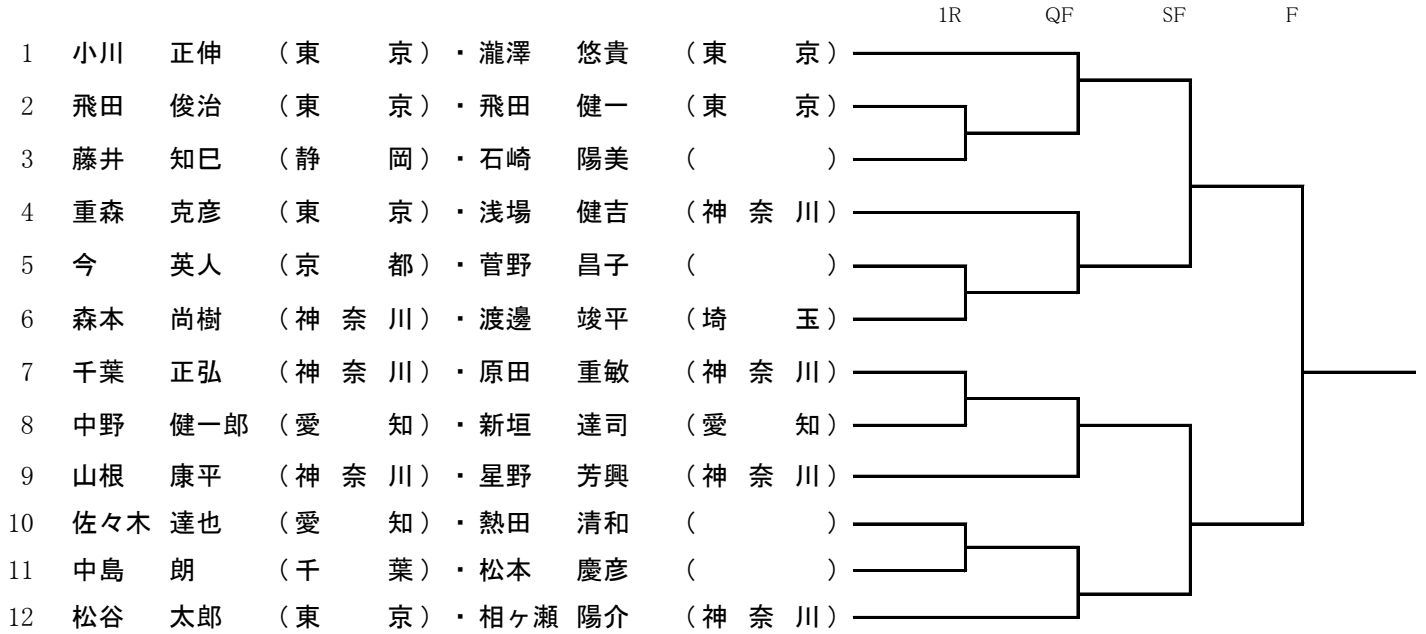 1R QF SF F
1 小川 正伸 (東 京)・瀧澤 悠貴 (東 京)
2 飛田 俊治 (東 京)・飛田 健一 (東 京)
3 藤井 知巳 (静 岡)・石崎 陽美 ( )
4 重森 克彦 (東 京)・浅場 健吉 (神 奈 川)
5 今 英人 (京 都)・菅野 昌子 ( )
6 森本 尚樹 (神 奈 川)・渡邊 竣平 (埼 玉)
7 千葉 正弘 (神 奈 川)・原田 重敏 (神 奈 川)
8 中野 健一郎 (愛 知)・新垣 達司 (愛 知)
9 山根 康平 (神 奈 川)・星野 芳興 (神 奈 川)
10 佐々木 達也 (愛 知)・熱田 清和 ( )
11 中島 朗 (千 葉)・松本 慶彦 ( )
12 松谷 太郎 (東 京)・相ヶ瀬 陽介 (神 奈 川)